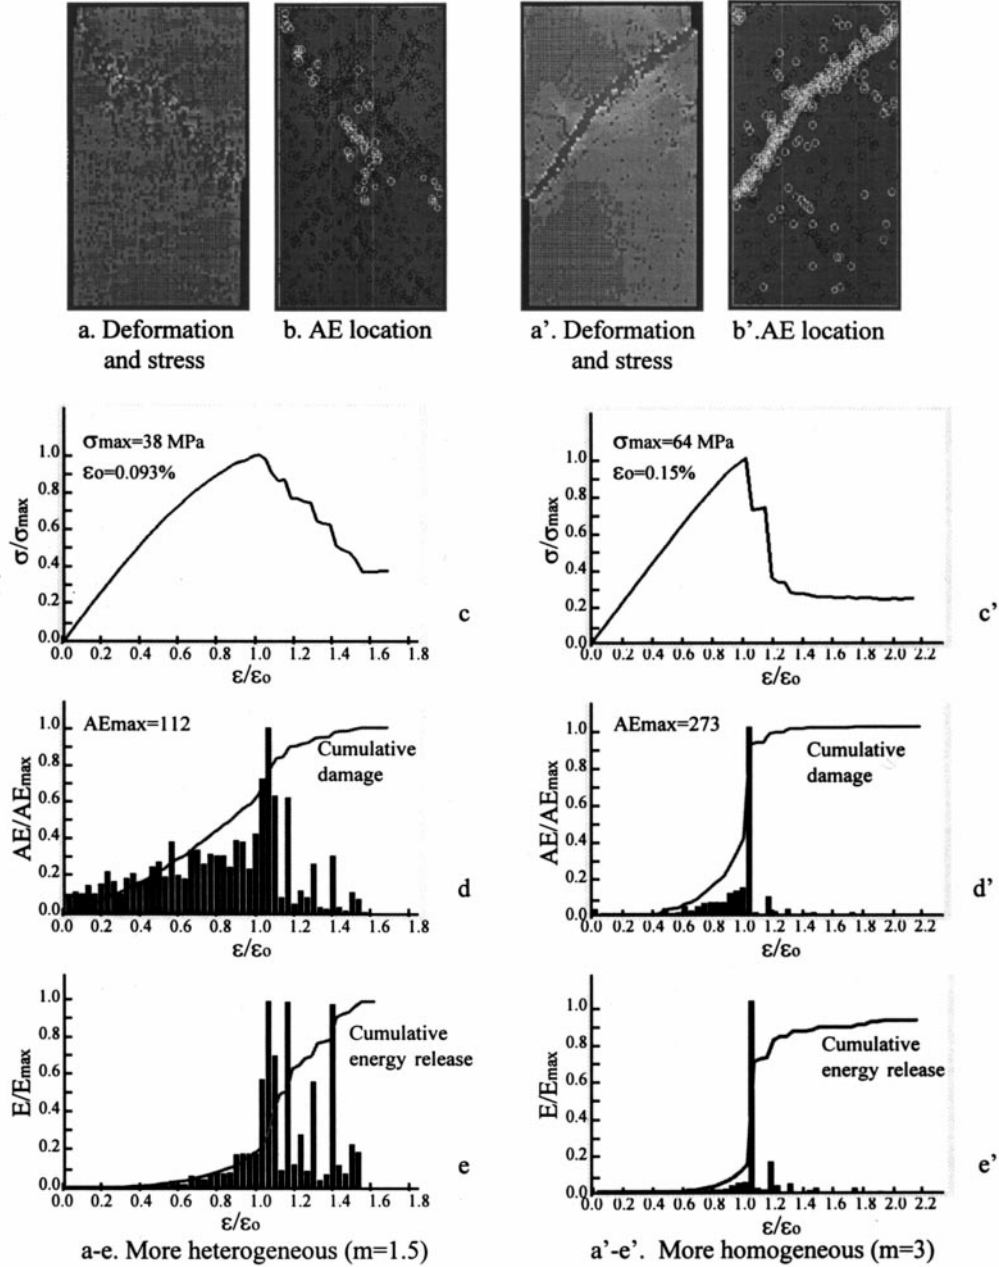 a. Deformation
and stress
b. AE location
a'. Deformation
and stress
b'.AE location
σmax=38 MPa
εo=0.093%
σ/σmax
1.0
0.8
0.6
0.4
0.2
0.0
0.0 0.2 0.4 0.6 0.8 1.0 1.2 1.4 1.6 1.8
ε/εo
c
σmax=64 MPa
εo=0.15%
σ/σmax
1.0
0.8
0.6
0.4
0.2
0.0
0.0 0.2 0.4 0.6 0.8 1.0 1.2 1.4 1.6 1.8 2.0 2.2
ε/εo
c'
AEmax=112
Cumulative
damage
AE/AEmax
1.0
0.8
0.6
0.4
0.2
0.0
0.0 0.2 0.4 0.6 0.8 1.0 1.2 1.4 1.6 1.8
ε/εo
d
AEmax=273
Cumulative
damage
AE/AEmax
1.0
0.8
0.6
0.4
0.2
0.0
0.0 0.2 0.4 0.6 0.8 1.0 1.2 1.4 1.6 1.8 2.0 2.2
ε/εo
d'
Cumulative
energy release
E/Emax
1.0
0.8
0.6
0.4
0.2
0.0
0.0 0.2 0.4 0.6 0.8 1.0 1.2 1.4 1.6 1.8
ε/εo
e
Cumulative
energy release
E/Emax
1.0
0.8
0.6
0.4
0.2
0.0
0.0 0.2 0.4 0.6 0.8 1.0 1.2 1.4 1.6 1.8 2.0 2.2
ε/εo
e'
a-e. More heterogeneous (m=1.5)
a'-e'. More homogeneous (m=3)